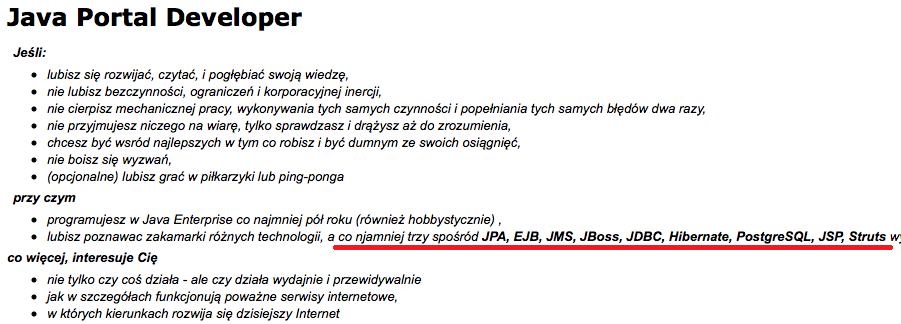 Java Portal Developer
Jeśli:
• lubisz się rozwijać, czytać, i pogłębiać swoją wiedzę,
• nie lubisz bezczynności, ograniczeń i korporacyjnej inercji,
• nie cierpisz mechanicznej pracy, wykonywania tych samych czynności i popełniania tych samych błędów dwa razy,
• nie przyjmujesz niczego na wiarę, tylko sprawdzasz i drążysz aż do zrozumienia,
• chcesz być wsród najlepszych w tym co robisz i być dumnym ze swoich osiągnięć,
• nie boisz się wyzwań,
• (opcjonalne) lubisz grać w piłkarzyki lub ping-ponga
przy czym
• programujesz w Java Enterprise co najmniej pół roku (również hobbystycznie) ,
• lubisz poznawac zakamarki różnych technologii, a co njamniej trzy spośród JPA, EJB, JMS, JBoss, JDBC, Hibernate, PostgreSQL, JSP, Struts
co więcej, interesuje Cię
• nie tylko czy coś działa - ale czy działa wydajnie i przewidywalnie
• jak w szczegółach funkcjonują poważne serwisy internetowe,
• w których kierunkach rozwija się dzisiejszy Internet